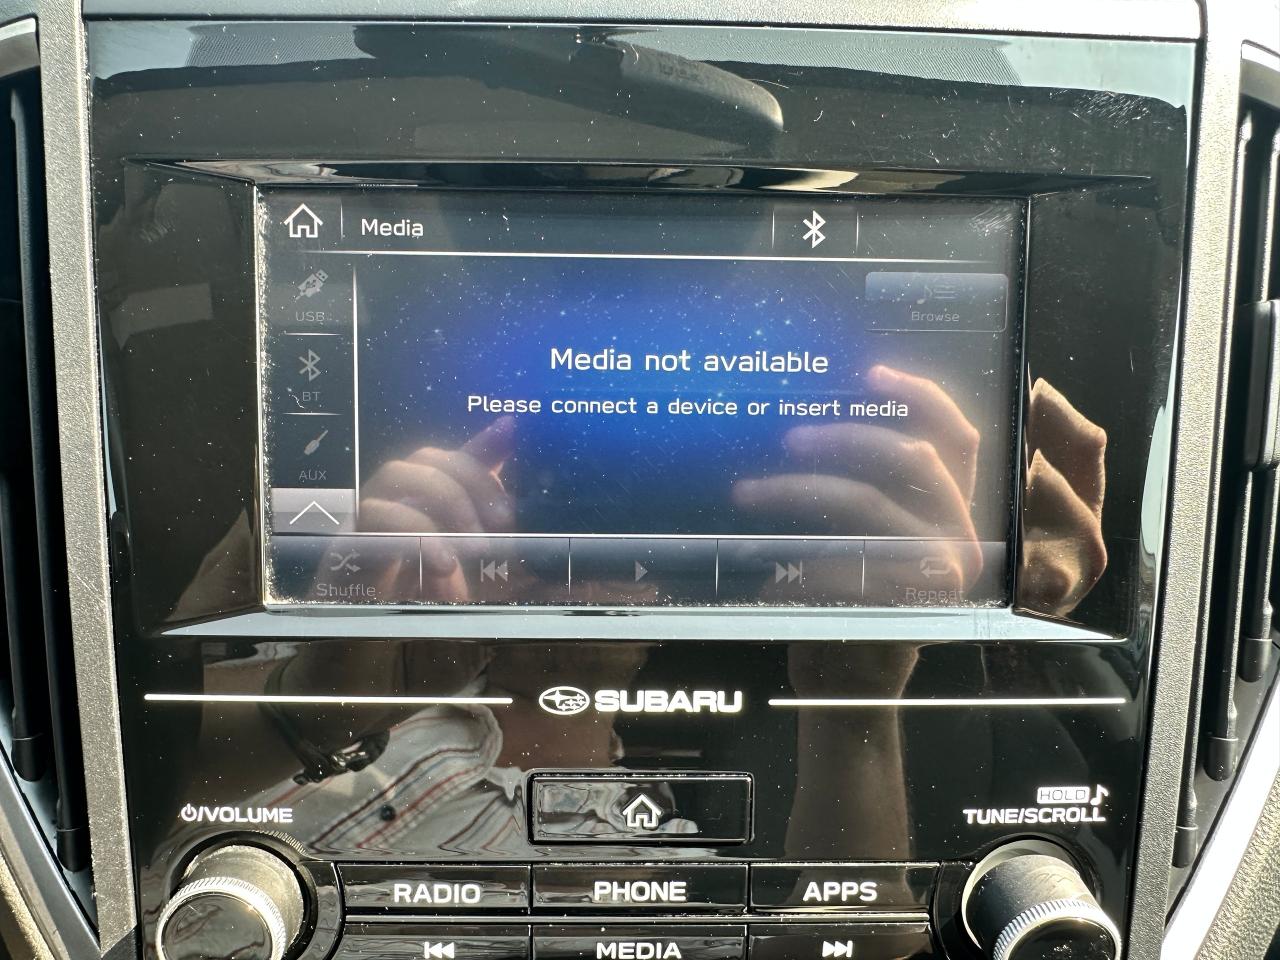 Media
USB
Browse
Media not available
BT
Please connect a device or insert media
AUX
Shuffle
Repeat
SUBARU
HOLD
/VOLUME
TUNE/SCROLL
RADIO
PHONE
APPS
MEDIA